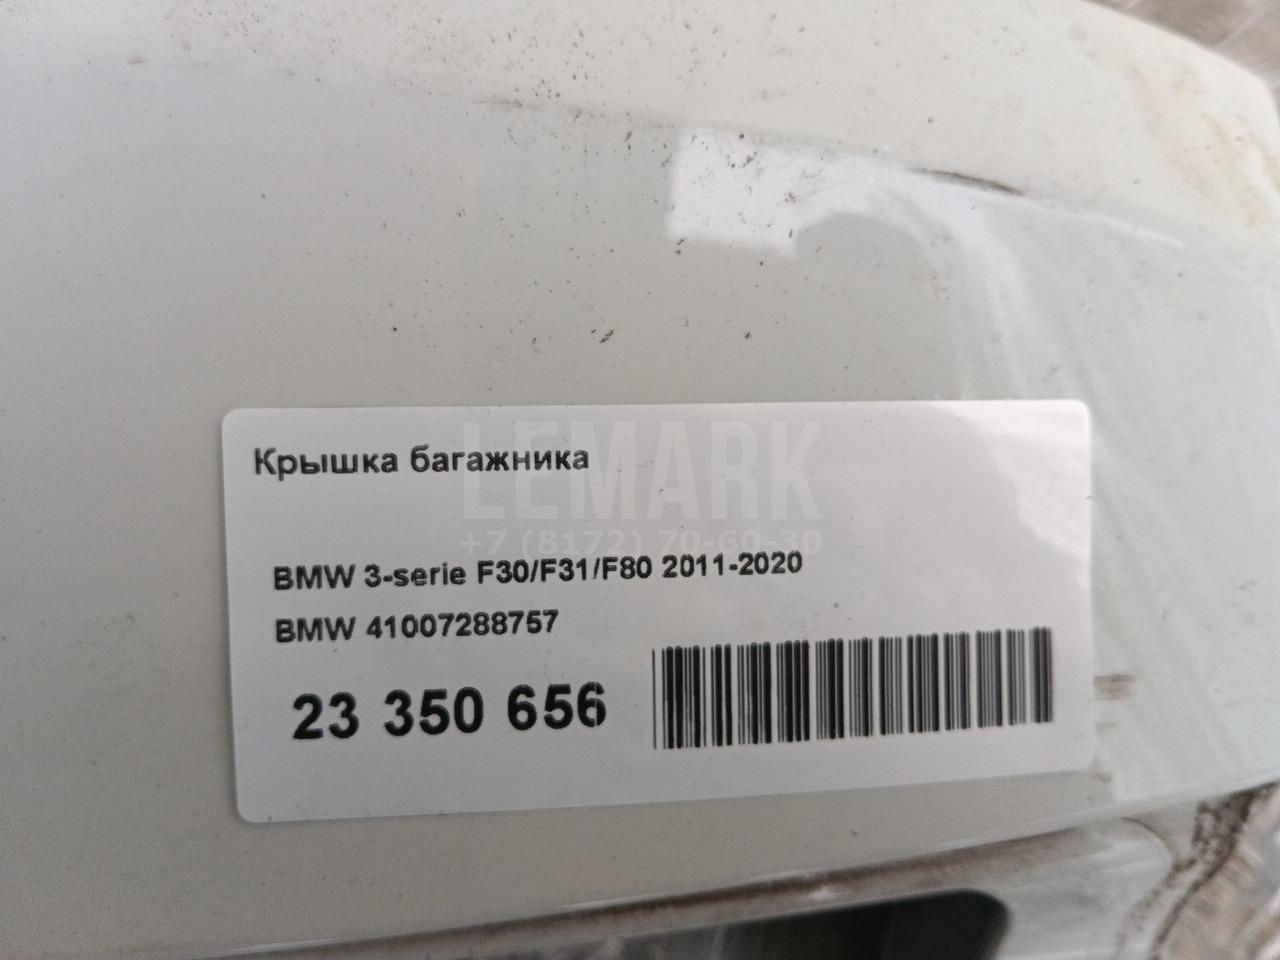 Крышка багажника
LEMARK
+7 (8172) 70-60-30
BMW 3-serie F30/F31/F80 2011-2020
BMW 41007288757
23 350 656